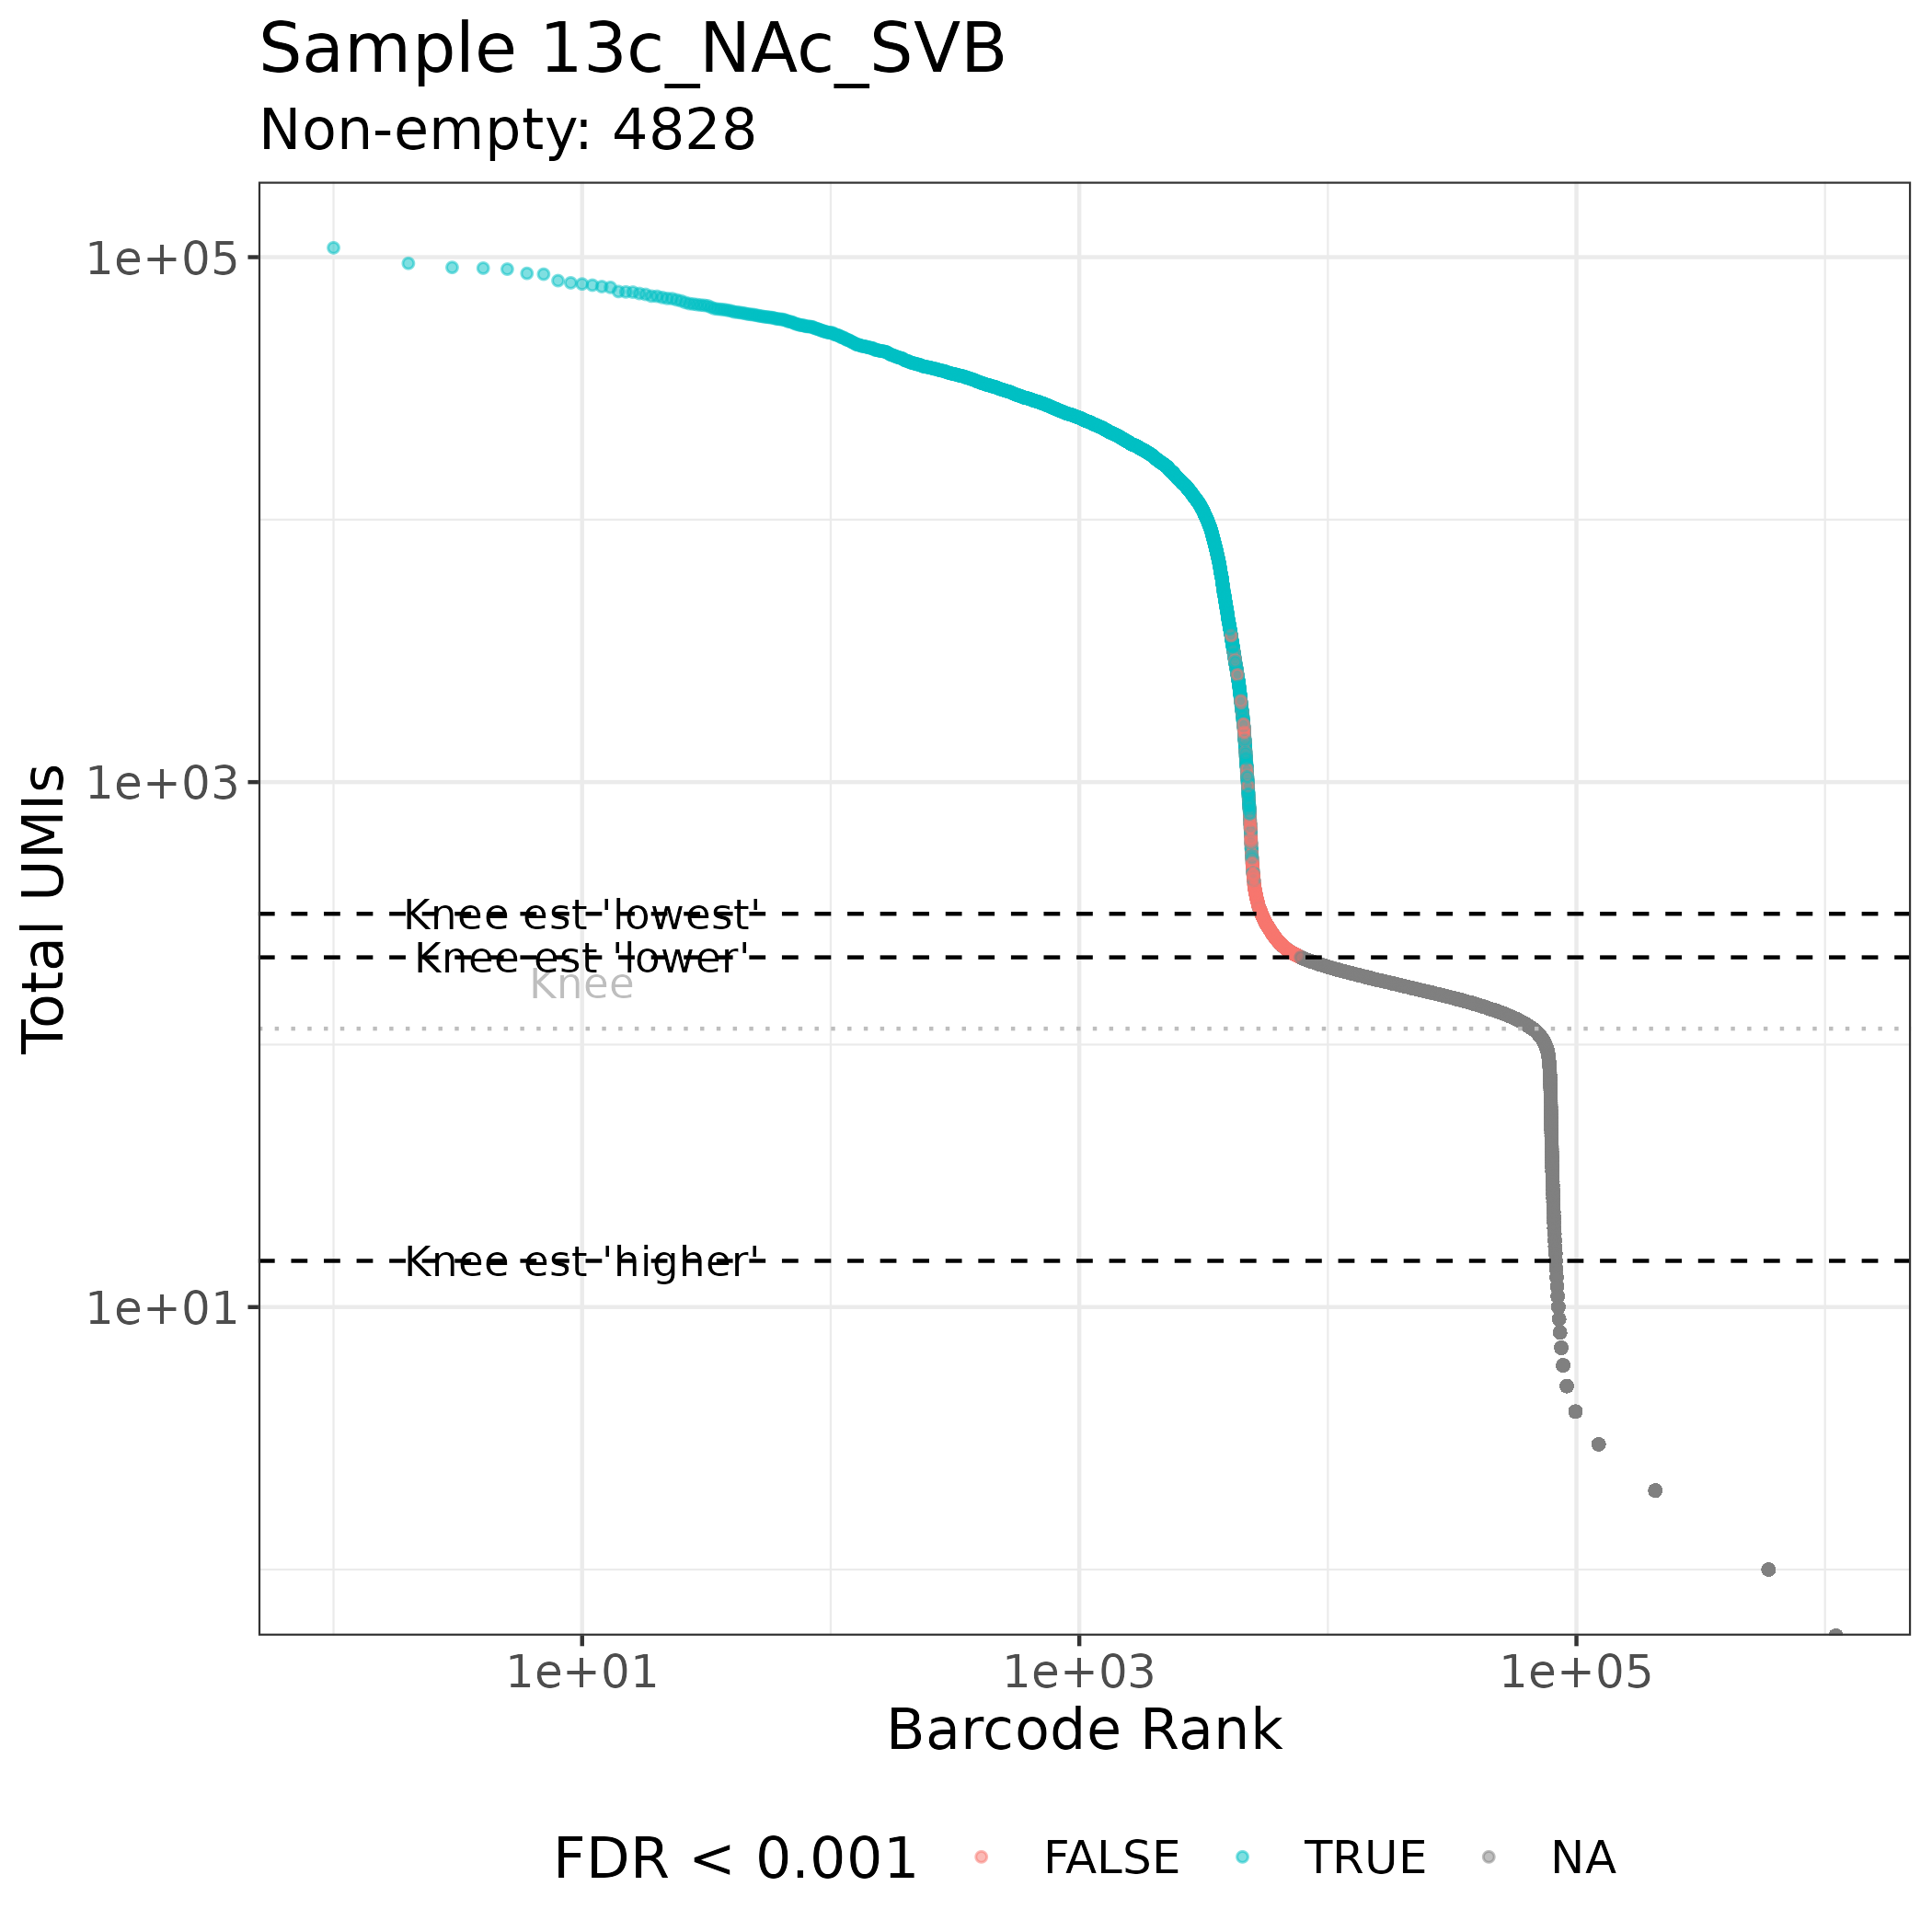 Sample 13c_NAc_SVB
Non-empty: 4828
Total UMIs
1e+05
1e+03
1e+01
Knee est 'lowest'
Knee est 'lower'
Knee
Knee est 'higher'
1e+01 1e+03 1e+05
Barcode Rank
FDR < 0.001 FALSE TRUE NA